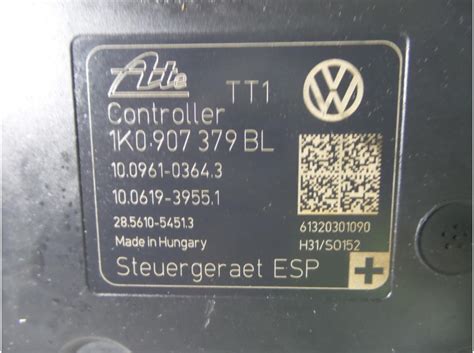 Ate TT1
Controller
1K0.907 379 BL
10.0961-0364.3
10.0619-3955.1
28.5610-5451.3 61320301090
Made in Hungary H31/S0152
Steuergeraet ESP